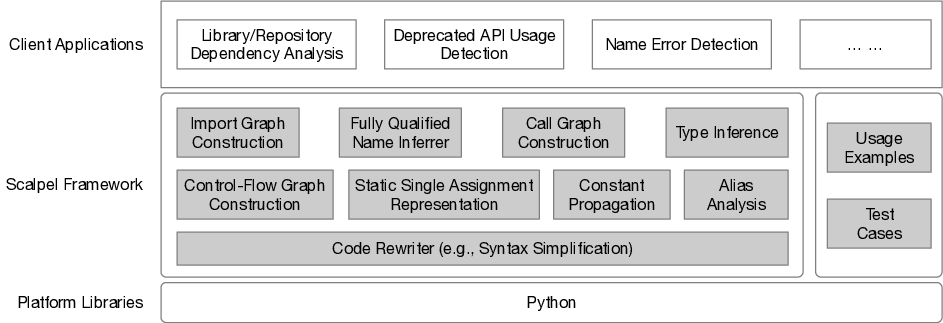 Client Applications
Library/Repository
Dependency Analysis
Deprecated API Usage
Detection
Name Error Detection
... ...
Scalpel Framework
Import Graph
Construction
Fully Qualified
Name Inferrer
Call Graph
Construction
Type Inference
Control-Flow Graph
Construction
Static Single Assignment
Representation
Constant
Propagation
Alias
Analysis
Code Rewriter (e.g., Syntax Simplification)
Usage
Examples
Test
Cases
Platform Libraries
Python